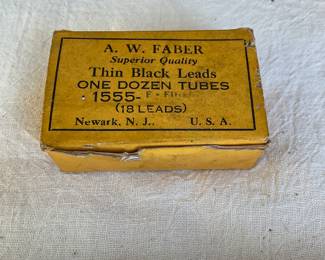 A. W. FABER
Superior Quality
Thin Black Leads
ONE DOZEN TUBES
1555-F
(18 LEADS)
Newark, N. J., U. S. A.